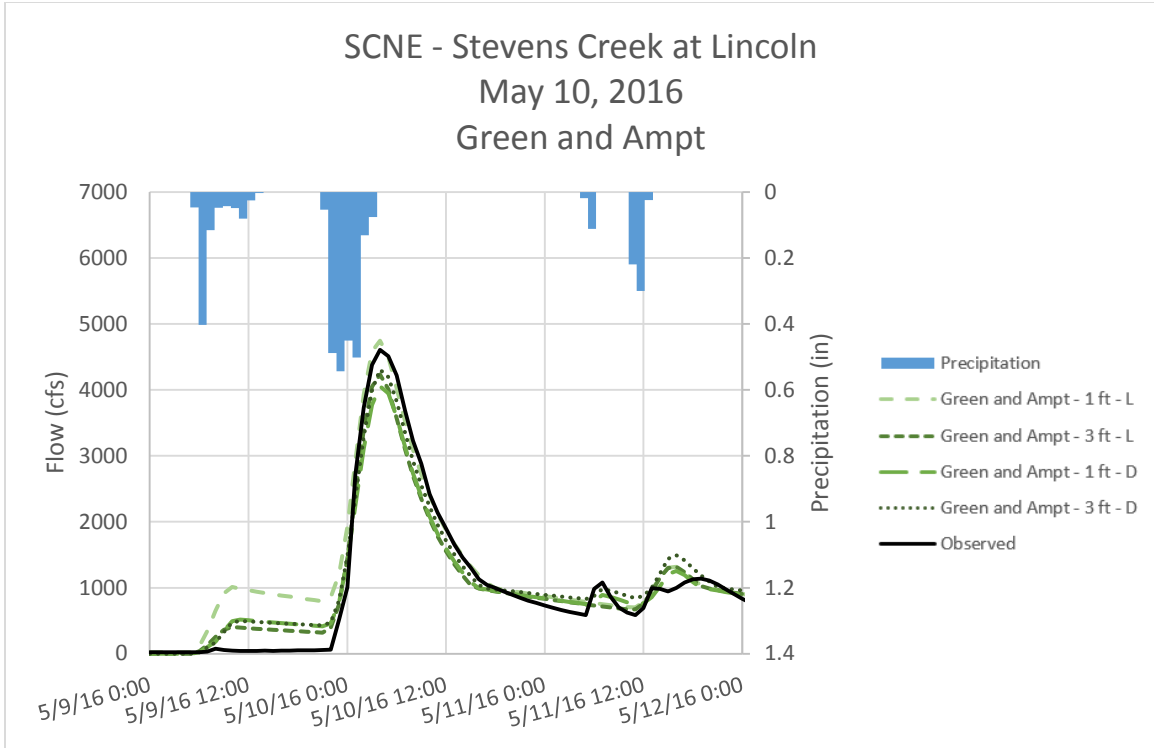 SCNE - Stevens Creek at Lincoln
May 10, 2016
Green and Ampt
7000
6000
5000
4000
3000
2000
1000
0
Flow (cfs)
0
0.2
0.4
0.6
0.8
1
1.2
1.4
Precipitation (in)
5/9/16 0:00
5/9/16 12:00
5/10/16 0:00
5/10/16 12:00
5/11/16 0:00
5/11/16 12:00
5/12/16 0:00
Precipitation
Green and Ampt - 1 ft - L
Green and Ampt - 3 ft - L
Green and Ampt - 1 ft - D
Green and Ampt - 3 ft - D
Observed